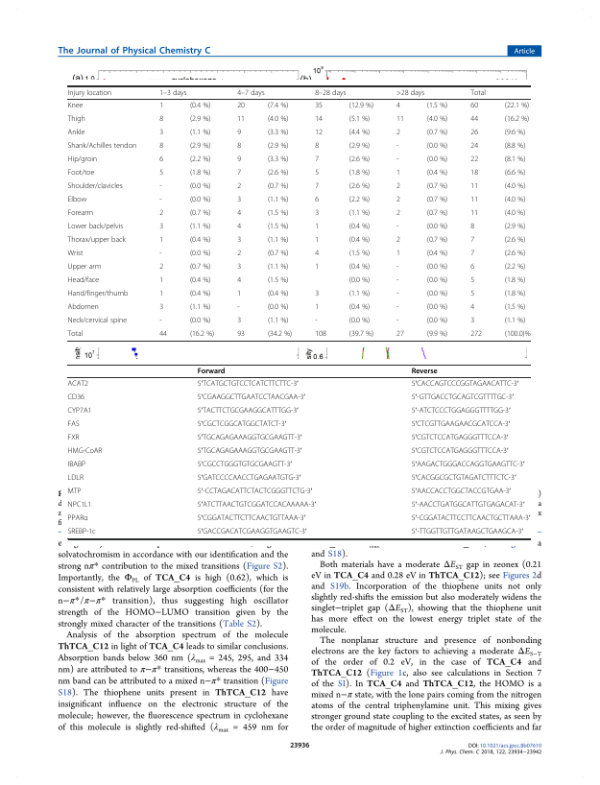 The Journal of Physical Chemistry C
Article
Injury location 1–3 days 4–7 days 8–28 days >28 days Total
Knee 1 (0.4 %) 20 (7.4 %) 35 (12.9 %) 4 (1.5 %) 60 (22.1 %)
Thigh 8 (2.9 %) 11 (4.0 %) 14 (5.1 %) 11 (4.0 %) 44 (16.2 %)
Ankle 3 (1.1 %) 9 (3.3 %) 12 (4.4 %) 2 (0.7 %) 26 (9.6 %)
Shank/Achilles tendon 8 (2.9 %) 8 (2.9 %) 8 (2.9 %) - (0.0 %) 24 (8.8 %)
Hip/groin 6 (2.2 %) 9 (3.3 %) 7 (2.6 %) - (0.0 %) 22 (8.1 %)
Foot/toe 5 (1.8 %) 7 (2.6 %) 5 (1.8 %) 1 (0.4 %) 18 (6.6 %)
Shoulder/clavicles - (0.0 %) 2 (0.7 %) 7 (2.6 %) 2 (0.7 %) 11 (4.0 %)
Elbow - (0.0 %) 3 (1.1 %) 6 (2.2 %) 2 (0.7 %) 11 (4.0 %)
Forearm 2 (0.7 %) 4 (1.5 %) 3 (1.1 %) 2 (0.7 %) 11 (4.0 %)
Lower back/pelvis 3 (1.1 %) 4 (1.5 %) 1 (0.4 %) - (0.0 %) 8 (2.9 %)
Thorax/upper back 1 (0.4 %) 3 (1.1 %) 1 (0.4 %) 2 (0.7 %) 7 (2.6 %)
Wrist - (0.0 %) 2 (0.7 %) 4 (1.5 %) 1 (0.4 %) 7 (2.6 %)
Upper arm 2 (0.7 %) 3 (1.1 %) 1 (0.4 %) - (0.0 %) 6 (2.2 %)
Head/face 1 (0.4 %) 4 (1.5 %) (0.0 %) - (0.0 %) 5 (1.8 %)
Hand/finger/thumb 1 (0.4 %) 1 (0.4 %) 3 (1.1 %) - (0.0 %) 5 (1.8 %)
Abdomen 3 (1.1 %) - (0.0 %) 1 (0.4 %) - (0.0 %) 4 (1.5 %)
Neck/cervical spine - (0.0 %) 3 (1.1 %) - (0.0 %) - (0.0 %) 3 (1.1 %)
Total 44 (16.2 %) 93 (34.2 %) 108 (39.7 %) 27 (9.9 %) 272 (100.0)%
10⁷ 0.6
Forward Reverse
ACAT2 5'TCATGCTGTCCTCATCTTCTTC-3' 5'CACCAGTCCCGGTAGAACATTC-3'
CD36 5'CGAAGGCTTGAATCCTAACGAA-3' 5'-GTTGACCTGCAGTCGTTTTGC-3'
CYP7A1 5'TACTTCTGCGAAGGCATTTGG-3' 5'-ATCTCCCTGGAGGGTTTTGG-3'
FAS 5'CGCTCGGCATGGCTATCT-3' 5'CTCGTTGAAGAACGCATCCA-3'
FXR 5'TGCAGAGAAAGGTGCGAAGTT-3' 5'CGTCTCCATGAGGGTTTCCA-3'
HMG-CoAR 5'TGCAGAGAAAGGTGCGAAGTT-3' 5'CGTCTCCATGAGGGTTTCCA-3'
IBABP 5'CGCCTGGGTGTGCGAAGTT-3' 5'AAGACTGGGACCAGGTGAAGTTC-3'
LDLR 5'GATCCCCAACCTGAGAATGTG-3' 5'CACGGCGCTGTAGATCTTTCTC-3'
MTP 5'-CCTAGACATTCTACTCGGGTTCTG-3' 5'AACCACCTGGCTACCGTGAA-3'
NPC1L1 5'ATCTTAACTGTCGGATCCACAAAAA-3' 5'-AACCTGATGGCATTGTGAGACAT-3'
PPARα 5'CGGATACTTCTTCAACTGTTAAA-3' 5'-CGGATACTTCCTTCAACTGCTTAAA-3'
SREBP-1c 5'GACCGACATCGAAGGTGAAGTC-3' 5'-TTGGTTGTTGATAAGCTGAAGCA-3'
solvatochromism in accordance with our identification and the
strong nπ* contribution to the mixed transitions (Figure S2).
Importantly, the ΦPL of TCA_C4 is high (0.62), which is
consistent with relatively large absorption coefficients (for the
n−π*/π−π* transition), thus suggesting high oscillator
strength of the HOMO−LUMO transition given by the
strongly mixed character of the transitions (Table S2).
Analysis of the absorption spectrum of the molecule
ThTCA_C12 in light of TCA_C4 leads to similar conclusions.
Absorption bands below 360 nm (λmax = 245, 295, and 334
nm) are attributed to π−π* transitions, whereas the 400−450
nm band can be attributed to a mixed n−π* transition (Figure
S18). The thiophene units present in ThTCA_C12 have
insignificant influence on the electronic structure of the
molecule; however, the fluorescence spectrum in cyclohexane
of this molecule is slightly red-shifted (λmax = 459 nm for
and S18).
Both materials have a moderate ΔEST gap in zeonex (0.21
eV in TCA_C4 and 0.28 eV in ThTCA_C12); see Figures 2d
and S19b. Incorporation of the thiophene units not only
slightly red-shifts the emission but also moderately widens the
singlet−triplet gap (ΔEST), showing that the thiophene unit
has more effect on the lowest energy triplet state of the
molecule.
The nonplanar structure and presence of nonbonding
electrons are the key factors to achieving a moderate ΔES−T
of the order of 0.2 eV, in the case of TCA_C4 and
ThTCA_C12 (Figure 1c, also see calculations in Section 7
of the SI). In TCA_C4 and ThTCA_C12, the HOMO is a
mixed n−π state, with the lone pairs coming from the nitrogen
atoms of the central triphenylamine unit. This mixing gives
stronger ground state coupling to the excited states, as seen by
the order of magnitude of higher extinction coefficients and far
23936
DOI: 10.1021/acs.jpcc.8b07610
J. Phys. Chem. C 2018, 122, 23934−23942